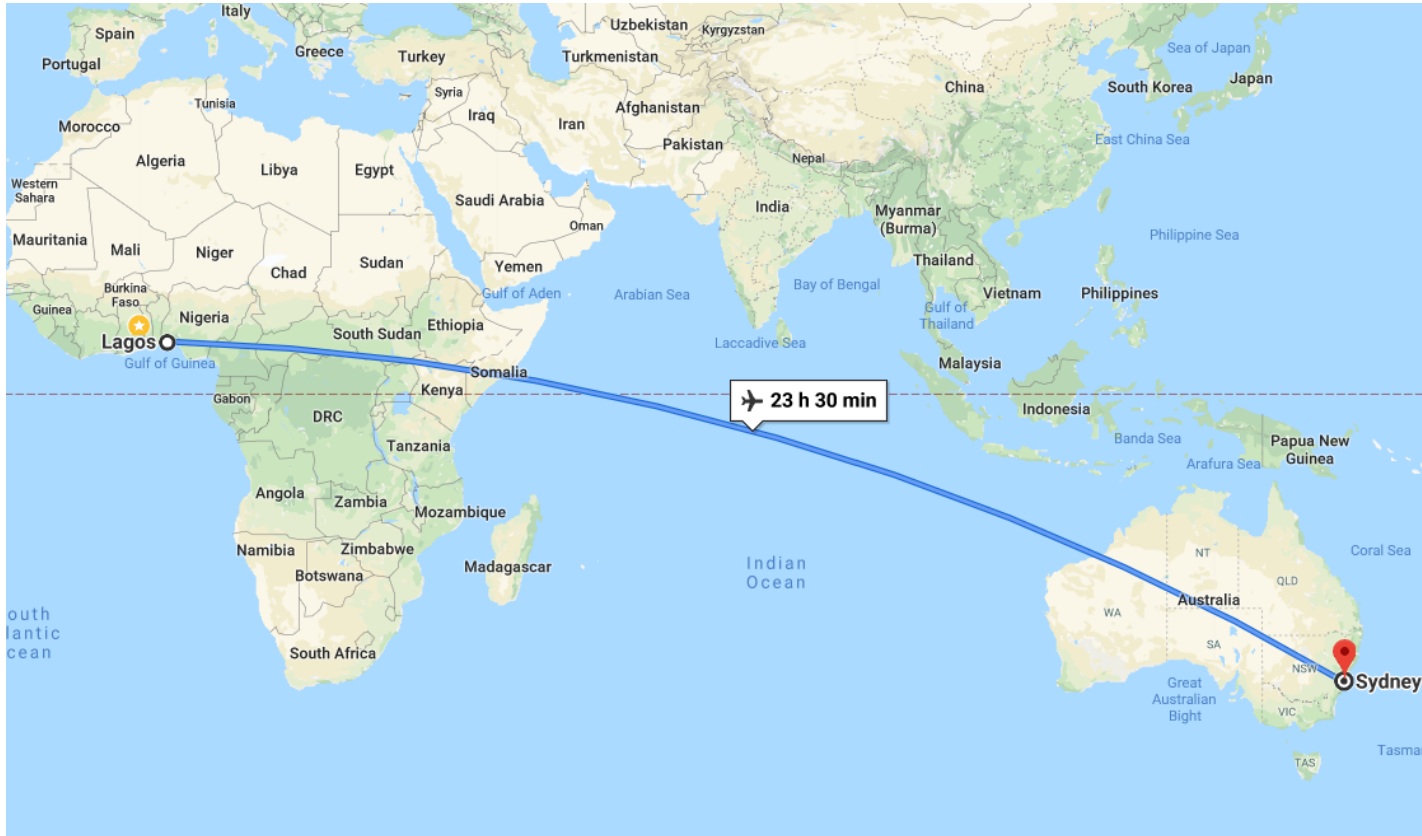 Italy
Uzbekistan
Kyrgyzstan
Spain
Portugal
Greece
Turkey
Turkmenistan
Sea of Japan
Japan
South Korea
China
Syria
Iraq
Iran
Afghanistan
Pakistan
Tunisia
Morocco
Algeria
Libya
Egypt
East China Sea
Nepal
Western
Sahara
Saudi Arabia
India
Oman
Myanmar
(Burma)
Mauritania
Mali
Niger
Chad
Sudan
Yemen
Philippine Sea
Thailand
Burkina
Faso
Gulf of Aden
Arabian Sea
Bay of Bengal
Vietnam
Philippines
Guinea
Nigeria
South Sudan
Ethiopia
Gulf of
Thailand
Lagos
Laccadive Sea
Gulf of Guinea
Somalia
Malaysia
Gabon
Kenya
23 h 30 min
Indonesia
DRC
Tanzania
Banda Sea
Papua New
Guinea
Arafura Sea
Angola
Zambia
Mozambique
Namibia
Zimbabwe
Botswana
Madagascar
Indian
Ocean
NT
Coral Sea
QLD
Australia
WA
outh
lantic
cean
South Africa
SA
NSW
Sydney
Great
Australian
Bight
VIC
Tasma
TAS